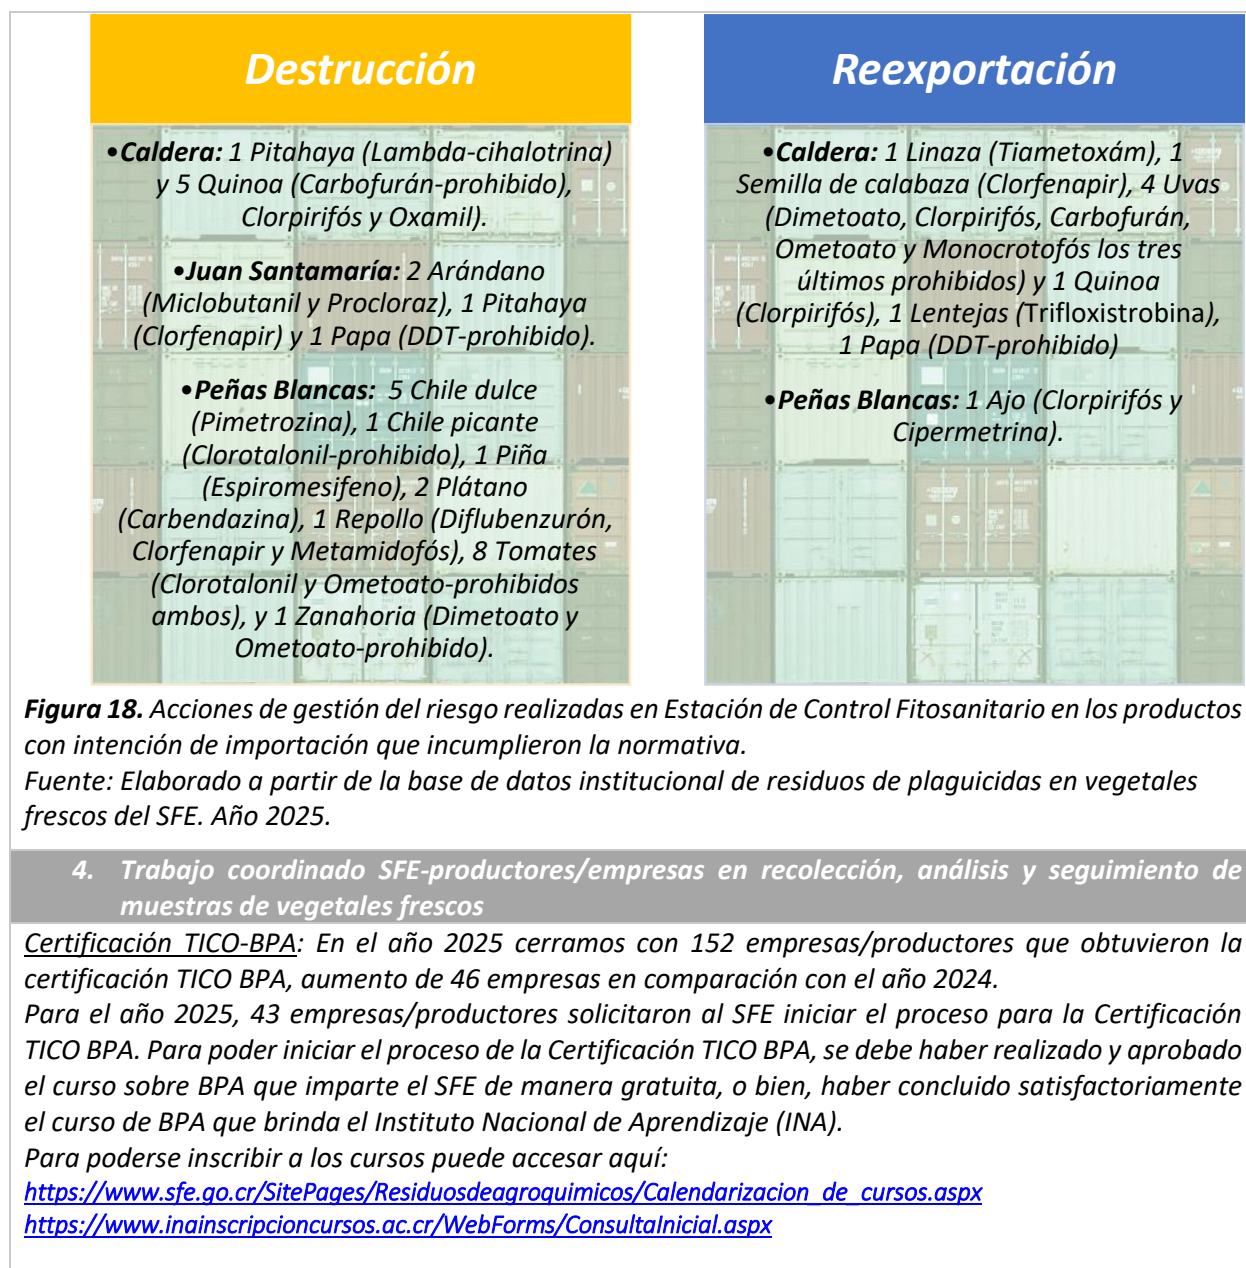 Destrucción
•Caldera: 1 Pitahaya (Lambda-cihalotrina)
y 5 Quinoa (Carbofurán-prohibido),
Clorpirifós y Oxamil).
•Juan Santamaría: 2 Arándano
(Miclobutanil y Procloraz), 1 Pitahaya
(Clorfenapir) y 1 Papa (DDT-prohibido).
•Peñas Blancas: 5 Chile dulce
(Pimetrozina), 1 Chile picante
(Clorotalonil-prohibido), 1 Piña
(Espiromesifeno), 2 Plátano
(Carbendazina), 1 Repollo (Diflubenzurón,
Clorfenapir y Metamidofós), 8 Tomates
(Clorotalonil y Ometoato-prohibidos
ambos), y 1 Zanahoria (Dimetoato y
Ometoato-prohibido).
Reexportación
•Caldera: 1 Linaza (Tiametoxám), 1
Semilla de calabaza (Clorfenapir), 4 Uvas
(Dimetoato, Clorpirifós, Carbofurán,
Ometoato y Monocrotofós los tres
últimos prohibidos) y 1 Quinoa
(Clorpirifós), 1 Lentejas (Trifloxistrobina),
1 Papa (DDT-prohibido)
•Peñas Blancas: 1 Ajo (Clorpirifós y
Cipermetrina).
Figura 18. Acciones de gestión del riesgo realizadas en Estación de Control Fitosanitario en los productos
con intención de importación que incumplieron la normativa.
Fuente: Elaborado a partir de la base de datos institucional de residuos de plaguicidas en vegetales
frescos del SFE. Año 2025.
4. Trabajo coordinado SFE-productores/empresas en recolección, análisis y seguimiento de
muestras de vegetales frescos
Certificación TICO-BPA: En el año 2025 cerramos con 152 empresas/productores que obtuvieron la
certificación TICO BPA, aumento de 46 empresas en comparación con el año 2024.
Para el año 2025, 43 empresas/productores solicitaron al SFE iniciar el proceso para la Certificación
TICO BPA. Para poder iniciar el proceso de la Certificación TICO BPA, se debe haber realizado y aprobado
el curso sobre BPA que imparte el SFE de manera gratuita, o bien, haber concluido satisfactoriamente
el curso de BPA que brinda el Instituto Nacional de Aprendizaje (INA).
Para poderse inscribir a los cursos puede accesar aquí:
https://www.sfe.go.cr/SitePages/Residuosdeagroquimicos/Calendarizacion_de_cursos.aspx
https://www.inainscripcioncursos.ac.cr/WebForms/ConsultaInicial.aspx